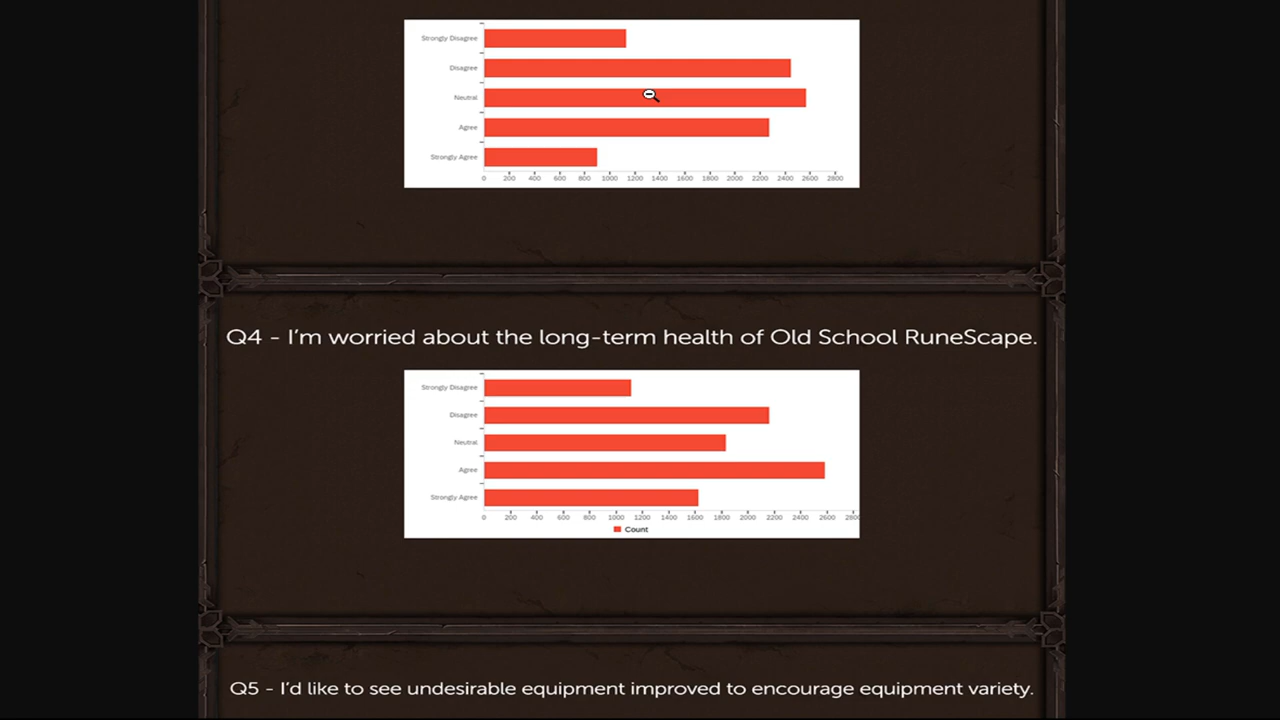 Strongly Disagree
Disagree
Neutral
Agree
Strongly Agree
0 200 400 600 800 1000 1200 1400 1600 1800 2000 2200 2400 2600 2800
Q4 - I'm worried about the long-term health of Old School RuneScape.
Strongly Disagree
Disagree
Neutral
Agree
Strongly Agree
0 200 400 600 800 1000 1200 1400 1600 1800 2000 2200 2400 2600 2800
Count
Q5 - I'd like to see undesirable equipment improved to encourage equipment variety.